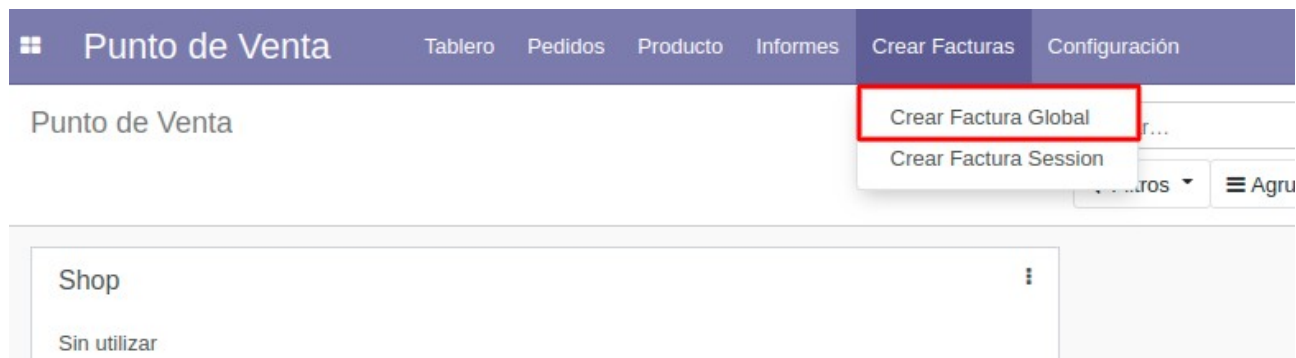 Punto de Venta Tablero Pedidos Producto Informes Crear Facturas Configuración
Punto de Venta
Crear Factura Global
Crear Factura Session
Shop
Sin utilizar